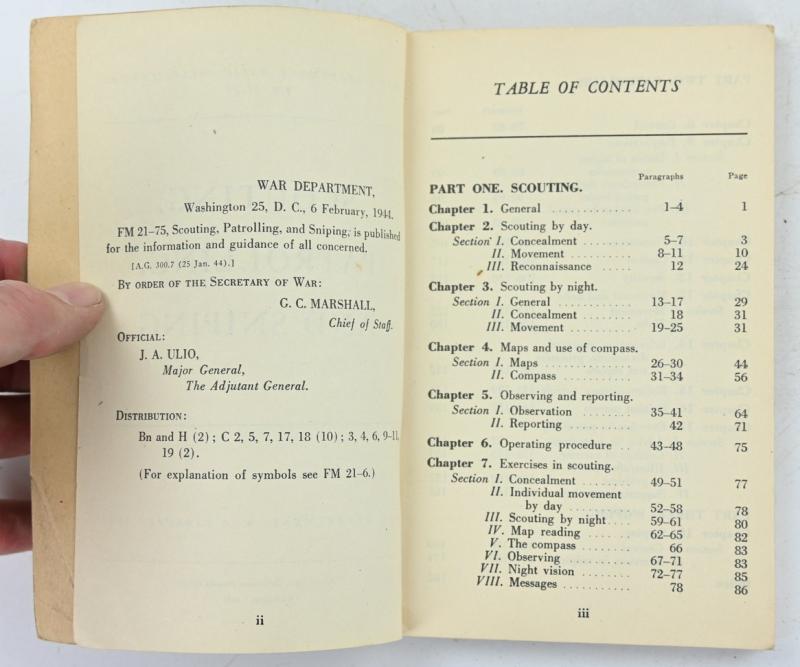 WAR DEPARTMENT,
Washington 25, D. C., 6 February, 1944.
FM 21-75, Scouting, Patrolling, and Sniping, is published
for the information and guidance of all concerned.
[A.G. 300.7 (25 Jan. 44).]
BY ORDER OF THE SECRETARY OF WAR:
G. C. MARSHALL,
Chief of Staff.
OFFICIAL:
J. A. ULIO,
Major General,
The Adjutant General.
DISTRIBUTION:
Bn and H (2); C 2, 5, 7, 17, 18 (10); 3, 4, 6, 9-11,
19 (2).
(For explanation of symbols see FM 21-6.)
ii
TABLE OF CONTENTS
Paragraphs Page
PART ONE. SCOUTING.
Chapter 1. General ............. 1-4 1
Chapter 2. Scouting by day.
Section I. Concealment ........ 5-7 3
II. Movement .......... 8-11 10
III. Reconnaissance ..... 12 24
Chapter 3. Scouting by night.
Section I. General ............ 13-17 29
II. Concealment ........ 18 31
III. Movement .......... 19-25 31
Chapter 4. Maps and use of compass.
Section I. Maps .............. 26-30 44
II. Compass ........... 31-34 56
Chapter 5. Observing and reporting.
Section I. Observation ........ 35-41 64
II. Reporting .......... 42 71
Chapter 6. Operating procedure .. 43-48 75
Chapter 7. Exercises in scouting.
Section I. Concealment ........ 49-51 77
II. Individual movement
by day .......... 52-58 78
III. Scouting by night.... 59-61 80
IV. Map reading ....... 62-65 82
V. The compass ........ 66 83
VI. Observing .......... 67-71 83
VII. Night vision ........ 72-77 85
VIII. Messages ........... 78 86
iii